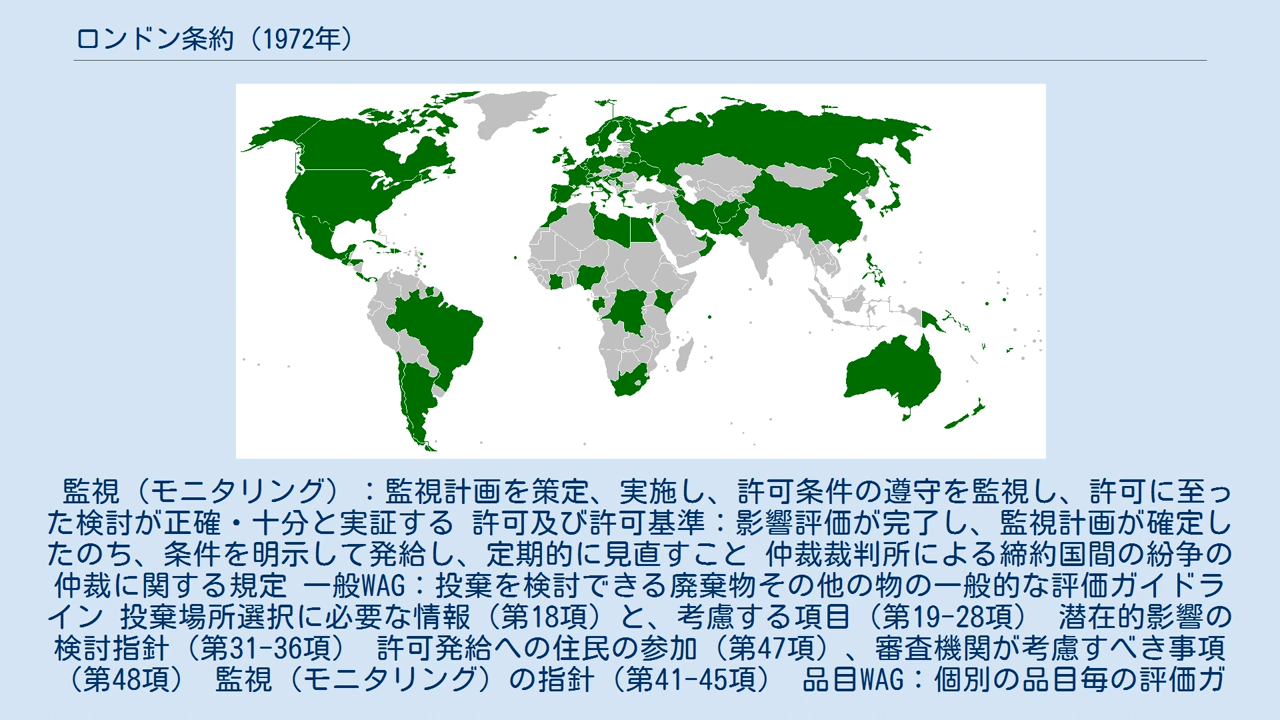 ロンドン条約（1972年）
監視（モニタリング）：監視計画を策定、実施し、許可条件の遵守を監視し、許可に至っ
た検討が正確・十分と実証する 許可及び許可基準：影響評価が完了し、監視計画が確定し
たのち、条件を明示して発給し、定期的に見直すこと 仲裁裁判所による締約国間の紛争の
仲裁に関する規定 一般WAG：投棄を検討できる廃棄物その他の物の一般的な評価ガイドラ
イン 投棄場所選択に必要な情報（第18項）と、考慮する項目（第19-28項） 潜在的影響の
検討指針（第31-36項） 許可発給への住民の参加（第47項）、審査機関が考慮すべき事項
（第48項） 監視（モニタリング）の指針（第41-45項） 品目WAG：個別の品目毎の評価ガ